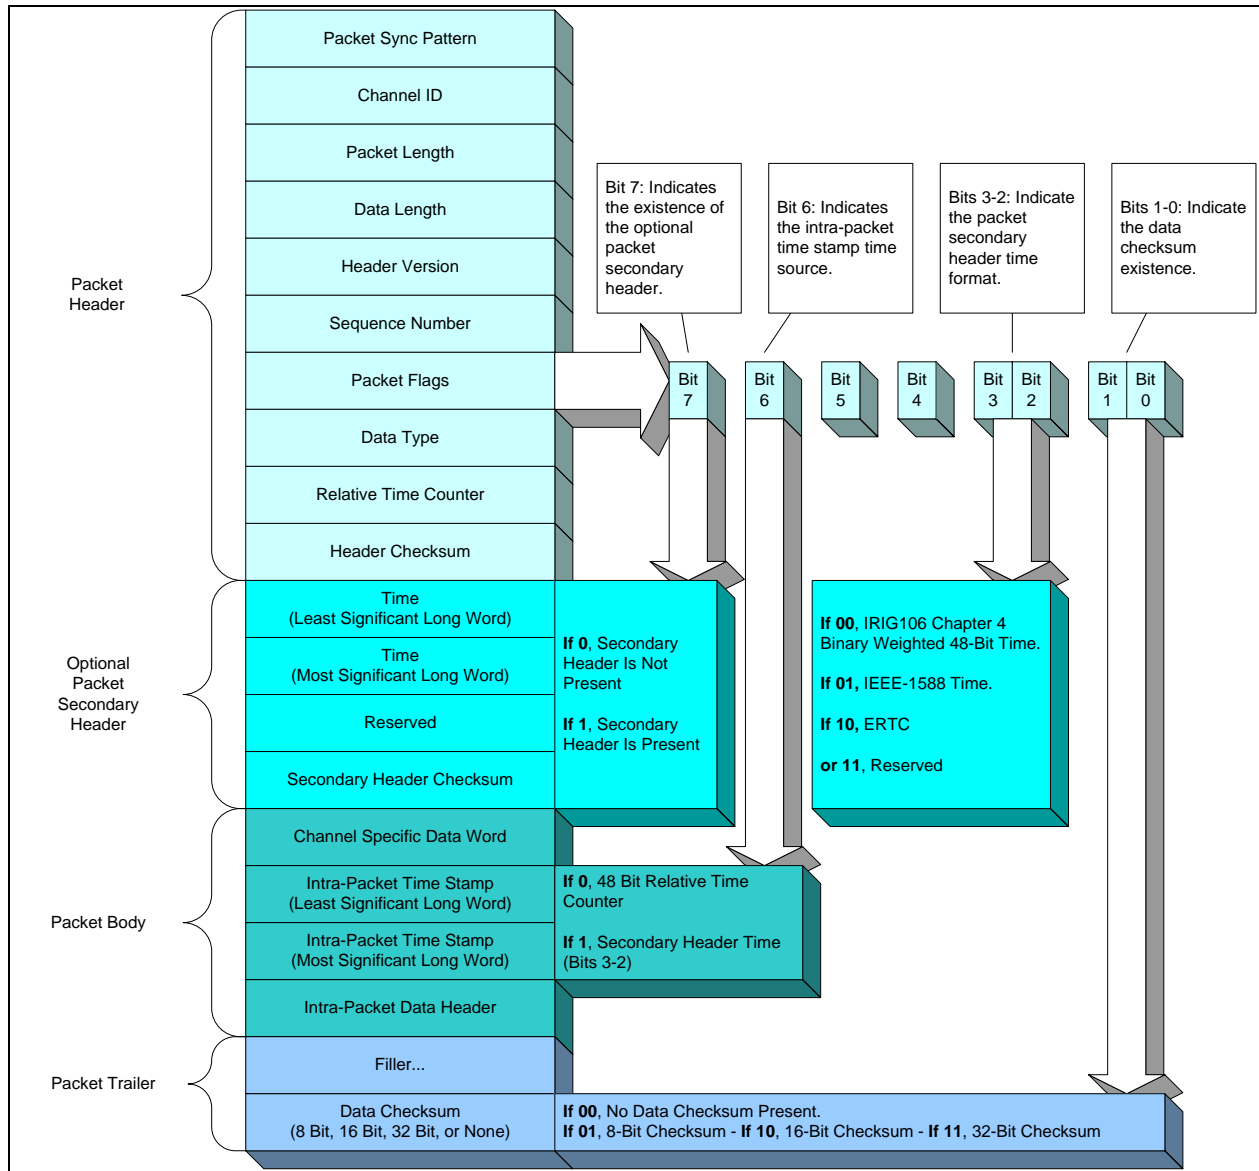 Packet Sync Pattern
Channel ID
Packet Length
Data Length
Header Version
Sequence Number
Packet Flags
Data Type
Relative Time Counter
Header Checksum
Packet
Header
Bit 7: Indicates
the existence of
the optional
packet
secondary
header.
Bit 6: Indicates
the intra-packet
time stamp time
source.
Bits 3-2: Indicate
the packet
secondary
header time
format.
Bits 1-0: Indicate
the data
checksum
existence.
Bit
7
Bit
6
Bit
5
Bit
4
Bit
3
Bit
2
Bit
1
Bit
0
Optional
Packet
Secondary
Header
Time
(Least Significant Long Word)
Time
(Most Significant Long Word)
Reserved
Secondary Header Checksum
If 0, Secondary
Header Is Not
Present
If 1, Secondary
Header Is Present
If 00, IRIG106 Chapter 4
Binary Weighted 48-Bit Time.
If 01, IEEE-1588 Time.
If 10, ERTC
or 11, Reserved
Packet Body
Channel Specific Data Word
Intra-Packet Time Stamp
(Least Significant Long Word)
Intra-Packet Time Stamp
(Most Significant Long Word)
Intra-Packet Data Header
If 0, 48 Bit Relative Time
Counter
If 1, Secondary Header Time
(Bits 3-2)
Packet Trailer
Filler...
Data Checksum
(8 Bit, 16 Bit, 32 Bit, or None)
If 00, No Data Checksum Present.
If 01, 8-Bit Checksum - If 10, 16-Bit Checksum - If 11, 32-Bit Checksum